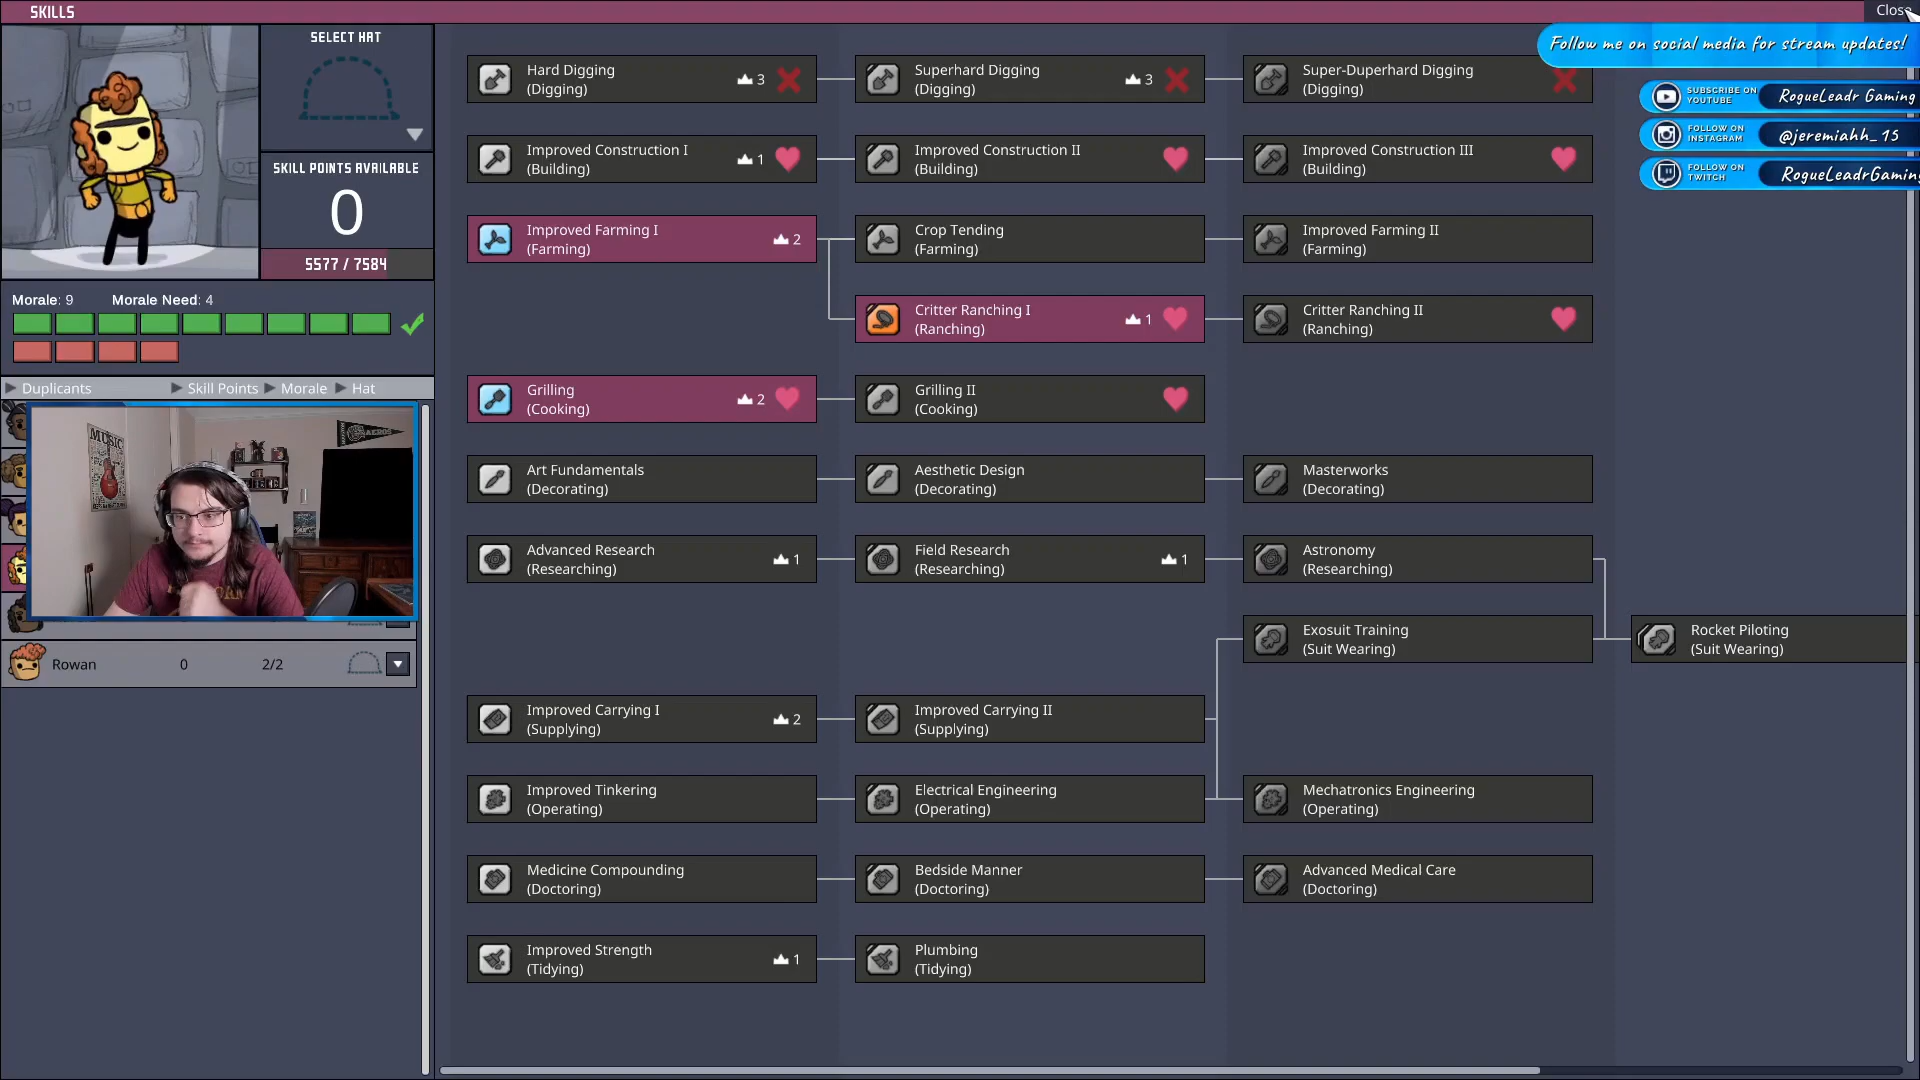 SKILLS
Close
Follow me on social media for stream updates!
SUBSCRIBE ON YOUTUBE
RogueLeadr Gaming
FOLLOW ON INSTAGRAM
@jeremiahh_15
FOLLOW ON TWITCH
RogueLeadrGaming
SELECT HAT
SKILL POINTS AVAILABLE
0
5577 / 7584
Morale: 9 Morale Need: 4
Duplicants Skill Points Morale Hat
MUSIC
Rowan 0 2/2
Hard Digging
(Digging)
3
Superhard Digging
(Digging)
3
Super-Duperhard Digging
(Digging)
Improved Construction I
(Building)
1
Improved Construction II
(Building)
Improved Construction III
(Building)
Improved Farming I
(Farming)
2
Crop Tending
(Farming)
Improved Farming II
(Farming)
Critter Ranching I
(Ranching)
1
Critter Ranching II
(Ranching)
Grilling
(Cooking)
2
Grilling II
(Cooking)
Art Fundamentals
(Decorating)
Aesthetic Design
(Decorating)
Masterworks
(Decorating)
Advanced Research
(Researching)
1
Field Research
(Researching)
1
Astronomy
(Researching)
Exosuit Training
(Suit Wearing)
Rocket Piloting
(Suit Wearing)
Improved Carrying I
(Supplying)
2
Improved Carrying II
(Supplying)
Improved Tinkering
(Operating)
Electrical Engineering
(Operating)
Mechatronics Engineering
(Operating)
Medicine Compounding
(Doctoring)
Bedside Manner
(Doctoring)
Advanced Medical Care
(Doctoring)
Improved Strength
(Tidying)
1
Plumbing
(Tidying)